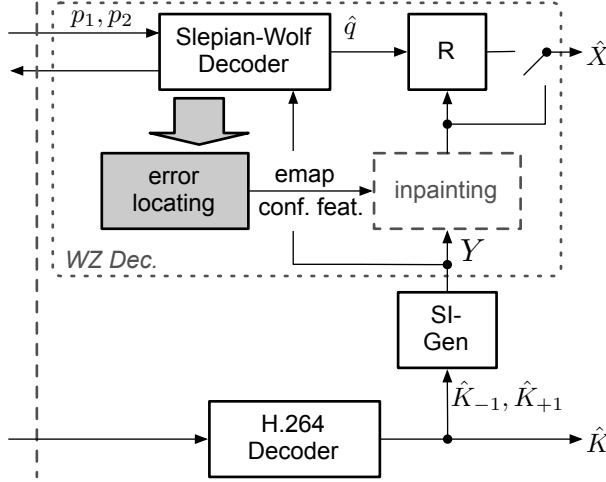 p₁, p₂
Slepian-Wolf
Decoder
q̂
R
X̂
error
locating
emap
conf. feat.
inpainting
WZ Dec.
Y
SI-
Gen
K̂₋₁, K̂₊₁
H.264
Decoder
K̂